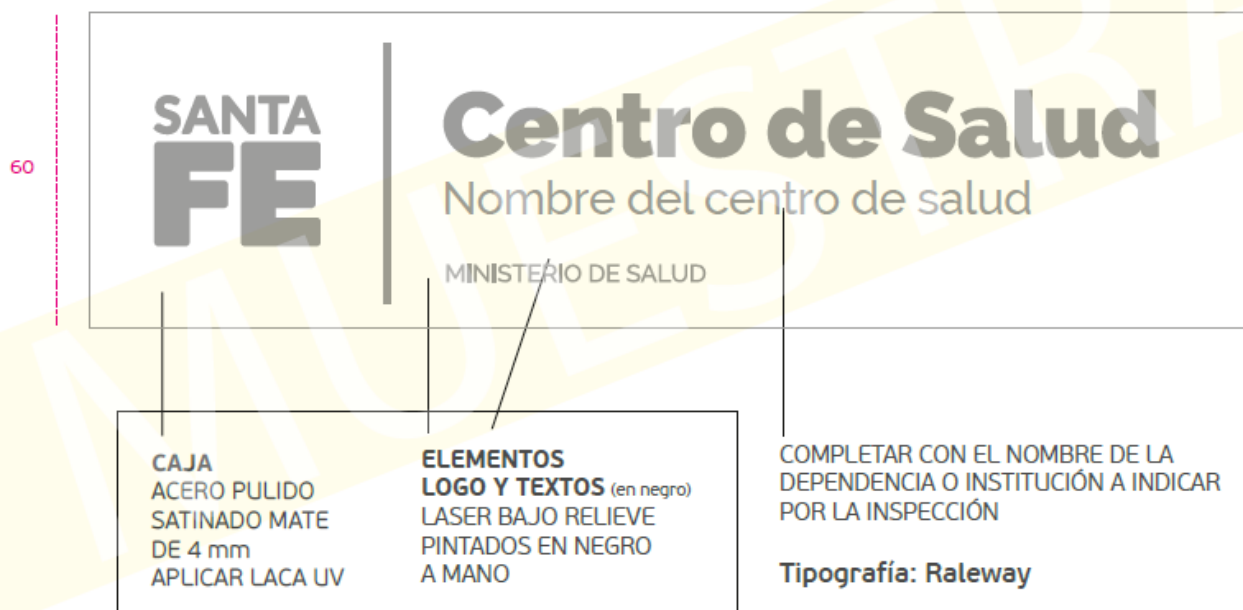 60
SANTA
FE
Centro de Salud
Nombre del centro de salud
MINISTERIO DE SALUD
CAJA
ACERO PULIDO
SATINADO MATE
DE 4 mm
APLICAR LACA UV
ELEMENTOS
LOGO Y TEXTOS (en negro)
LASER BAJO RELIEVE
PINTADOS EN NEGRO
A MANO
COMPLETAR CON EL NOMBRE DE LA
DEPENDENCIA O INSTITUCIÓN A INDICAR
POR LA INSPECCIÓN
Tipografía: Raleway
MUESTRA